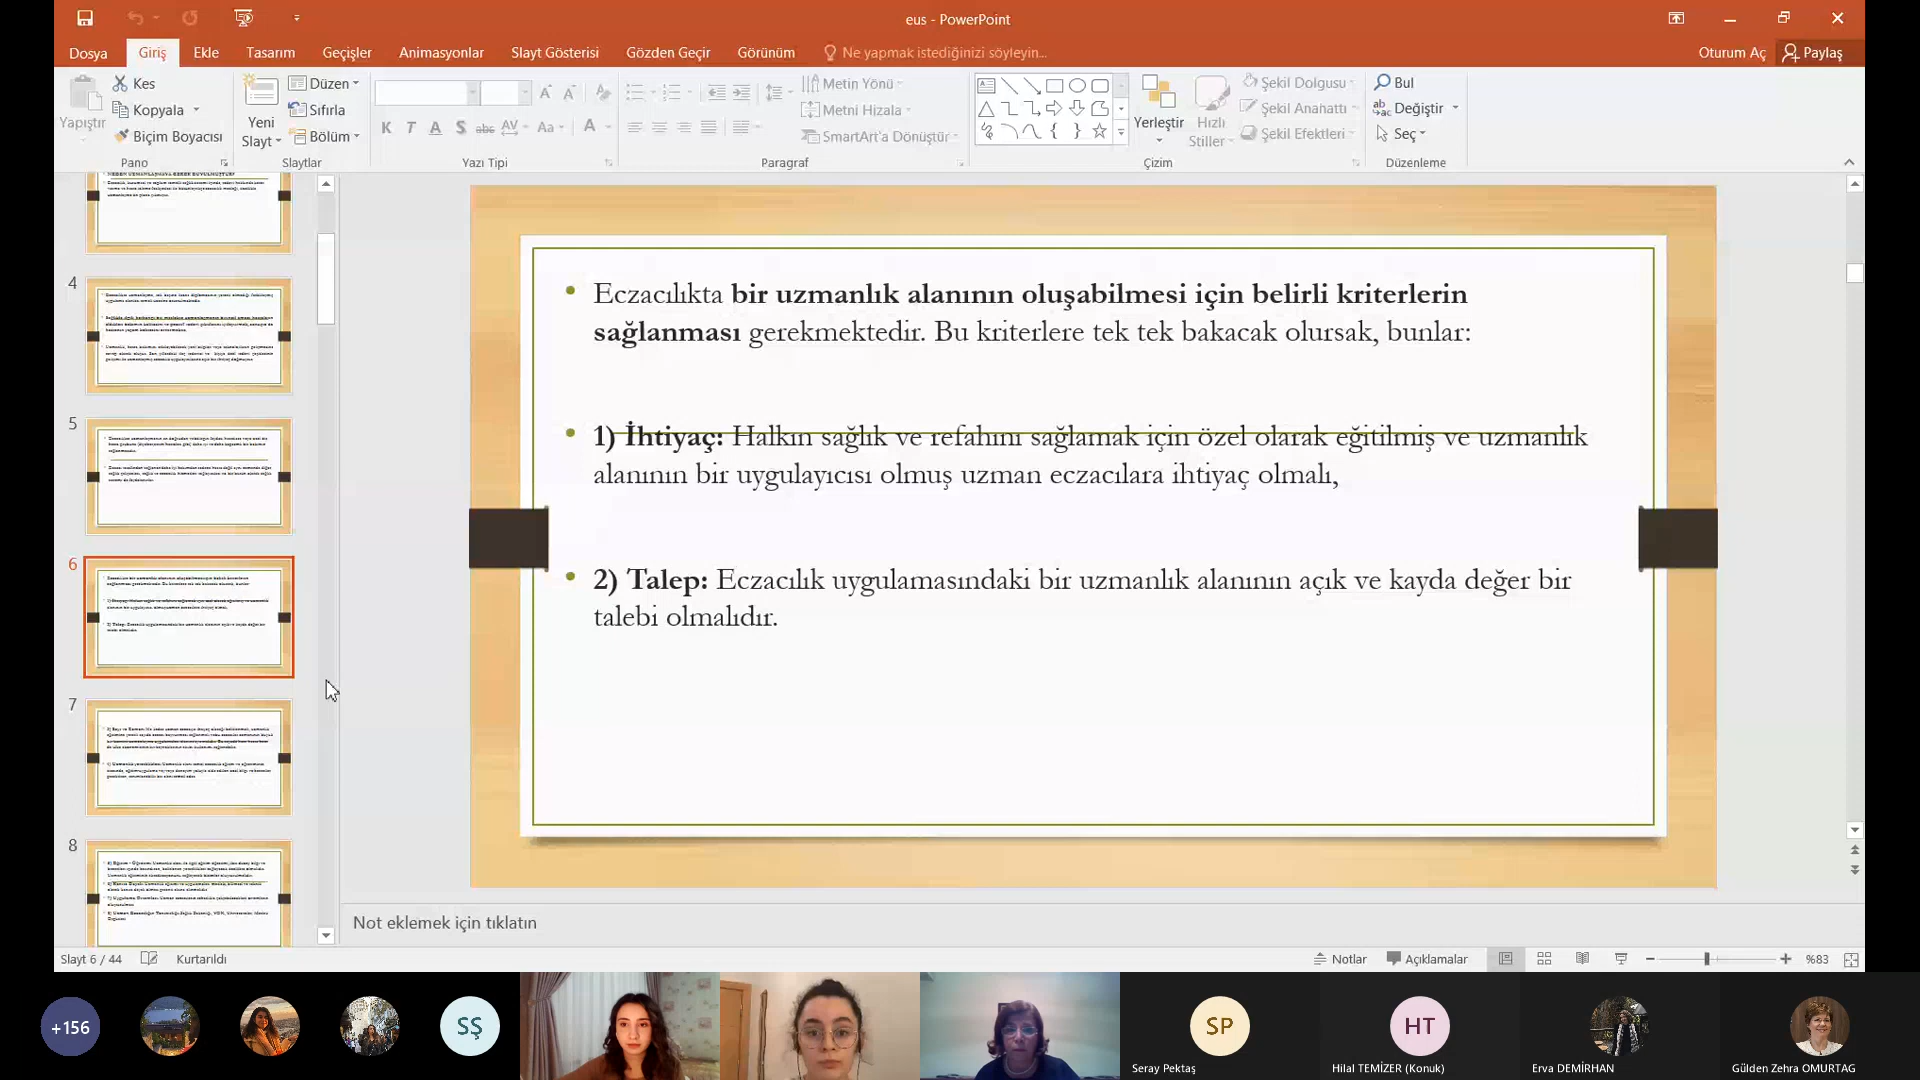 eus - PowerPoint
Dosya Giriş Ekle Tasarım Geçişler Animasyonlar Slayt Gösterisi Gözden Geçir Görünüm Ne yapmak istediğinizi söyleyin... Oturum Aç Paylaş
Yapıştır
Kes
Kopyala
Biçim Boyacısı
Pano
Yeni Slayt
Düzen
Sıfırla
Bölüm
Slaytlar
K T A S abc AV Aa A
Yazı Tipi
Metin Yönü
Metni Hizala
SmartArt'a Dönüştür
Paragraf
Yerleştir
Hızlı Stiller
Şekil Dolgusu
Şekil Anahattı
Şekil Efektleri
Çizim
Bul
Değiştir
Seç
Düzenleme
4
5
6
7
8
Eczacılıkta bir uzmanlık alanının oluşabilmesi için belirli kriterlerin
sağlanması gerekmektedir. Bu kriterlere tek tek bakacak olursak, bunlar:
1) İhtiyaç: Halkın sağlık ve refahını sağlamak için özel olarak eğitilmiş ve uzmanlık
alanının bir uygulayıcısı olmuş uzman eczacılara ihtiyaç olmalı,
2) Talep: Eczacılık uygulamasındaki bir uzmanlık alanının açık ve kayda değer bir
talebi olmalıdır.
Not eklemek için tıklatın
Slayt 6 / 44 Kurtarıldı Notlar Açıklamalar %83
+156
SŞ
SP
HT
Seray Pektaş
Hilal TEMİZER (Konuk)
Erva DEMİRHAN
Gülden Zehra OMURTAG